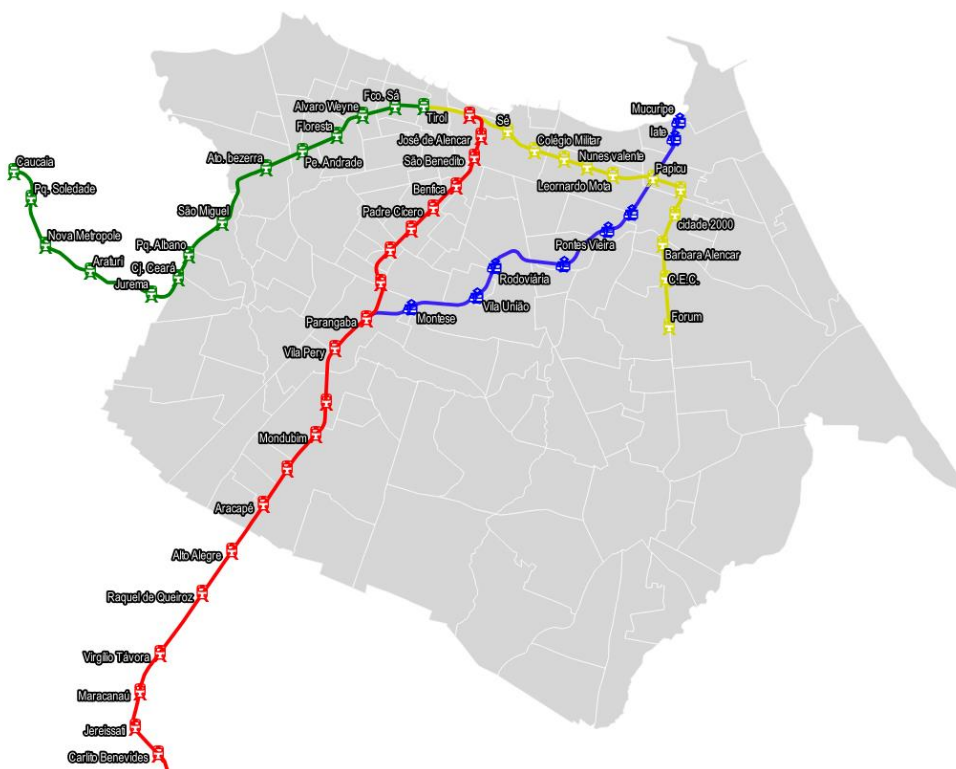 Fco. Sá
Alvaro Weyne
Tirol
Floresta
Ato. bezerra
Pe. Andrade
Caucaia
Pq. Soledade
São Miguel
Nova Metropole
Pq. Albano
Araturi
Cj. Ceará
Jurema
José de Alencar
São Benedito
Benfica
Padre Cícero
Parangaba
Vila Pery
Mondubim
Aracapé
Alto Alegre
Raquel de Queiroz
Virgílio Távora
Maracanaú
Jereissati
Carlito Benevides
Sé
Colégio Militar
Nunes valente
Leornardo Mota
Papicu
cidade 2000
Barbara Alencar
C.E.C.
Forum
Mucuripe
Iate
Pontes Vieira
Rodoviária
Vila União
Montese